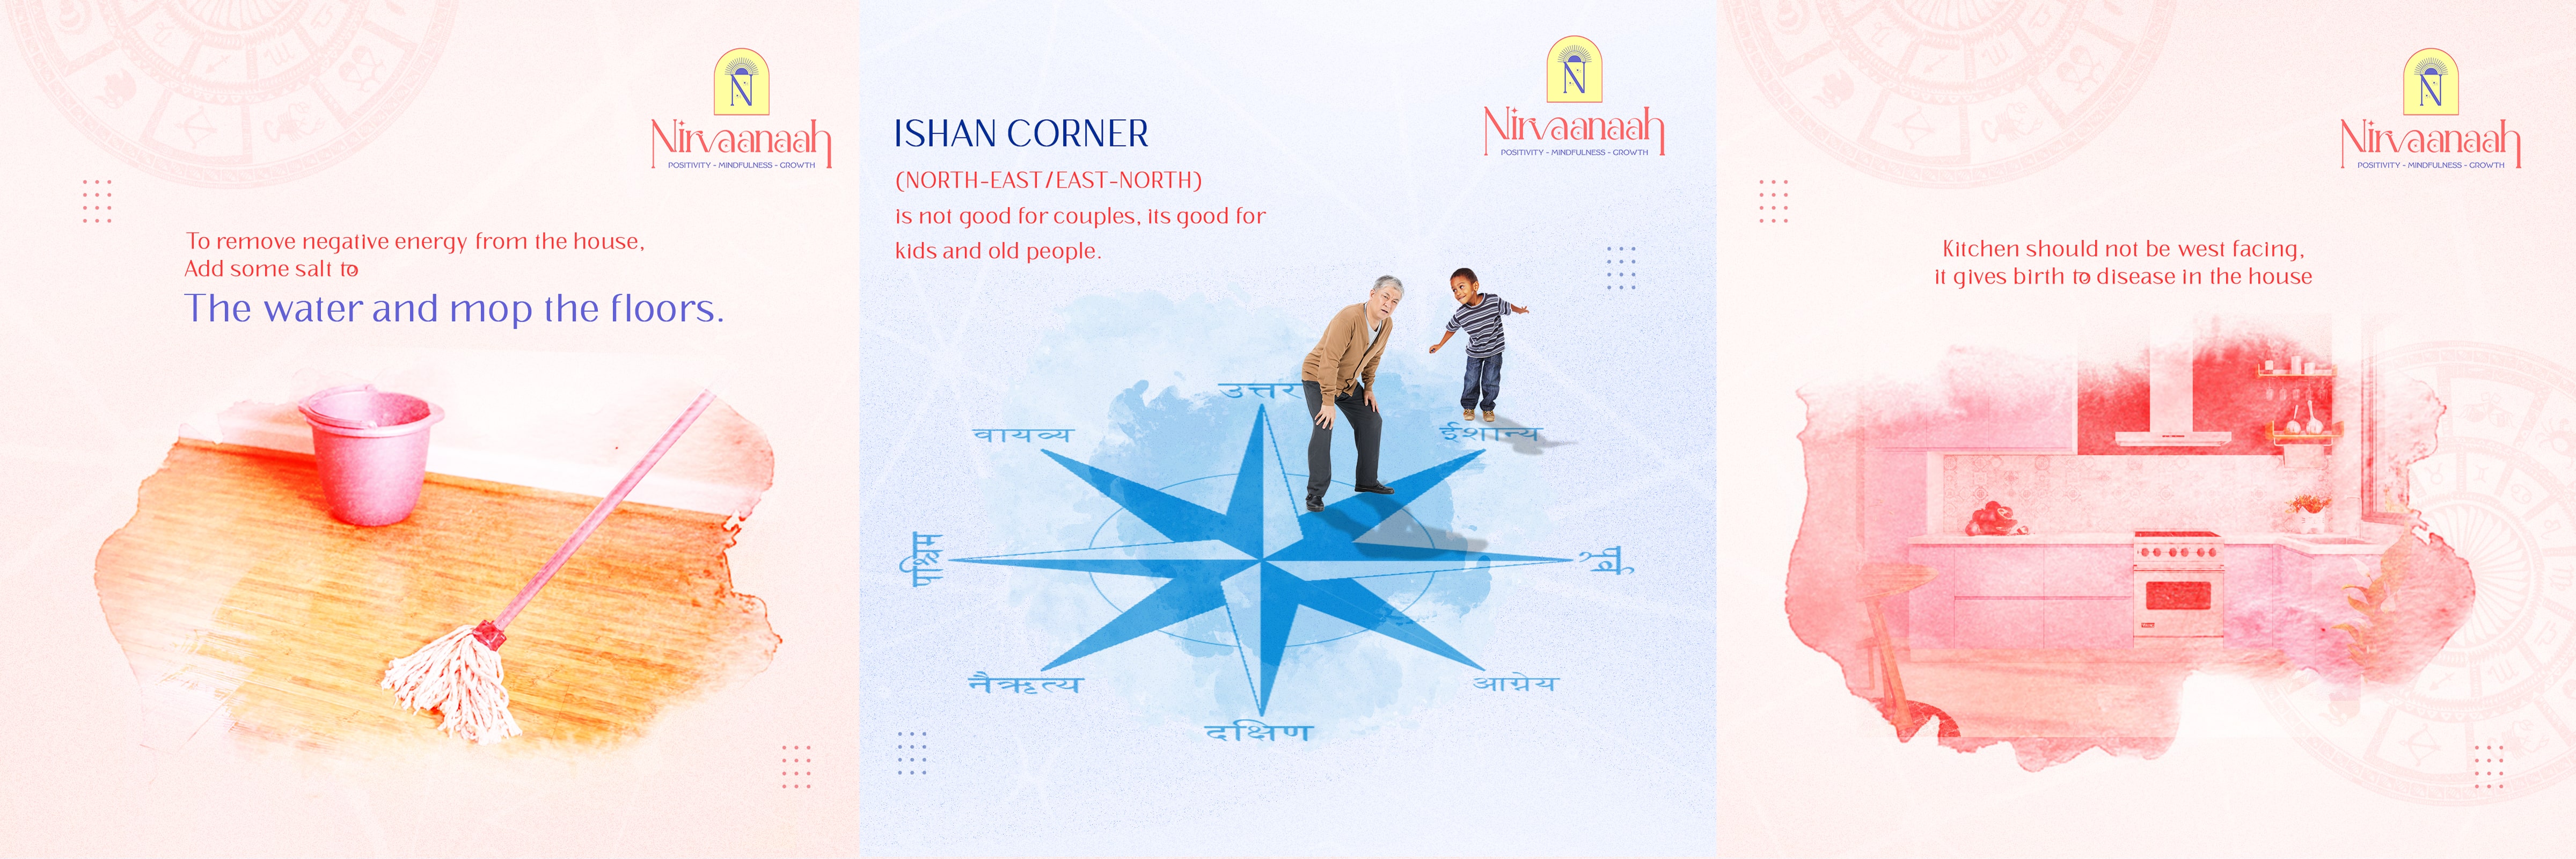 N
Nirvaanaah
POSITIVITY - MINDFULNESS - GROWTH
To remove negative energy from the house,
Add some salt to
The water and mop the floors.
N
Nirvaanaah
POSITIVITY - MINDFULNESS - GROWTH
ISHAN CORNER
(NORTH-EAST/EAST-NORTH)
is not good for couples, its good for
kids and old people.
उत्तर
वायव्य
ईशान्य
पश्चिम
पूर्व
नैऋत्य
आग्नेय
दक्षिण
N
Nirvaanaah
POSITIVITY - MINDFULNESS - GROWTH
Kitchen should not be west facing,
it gives birth to disease in the house